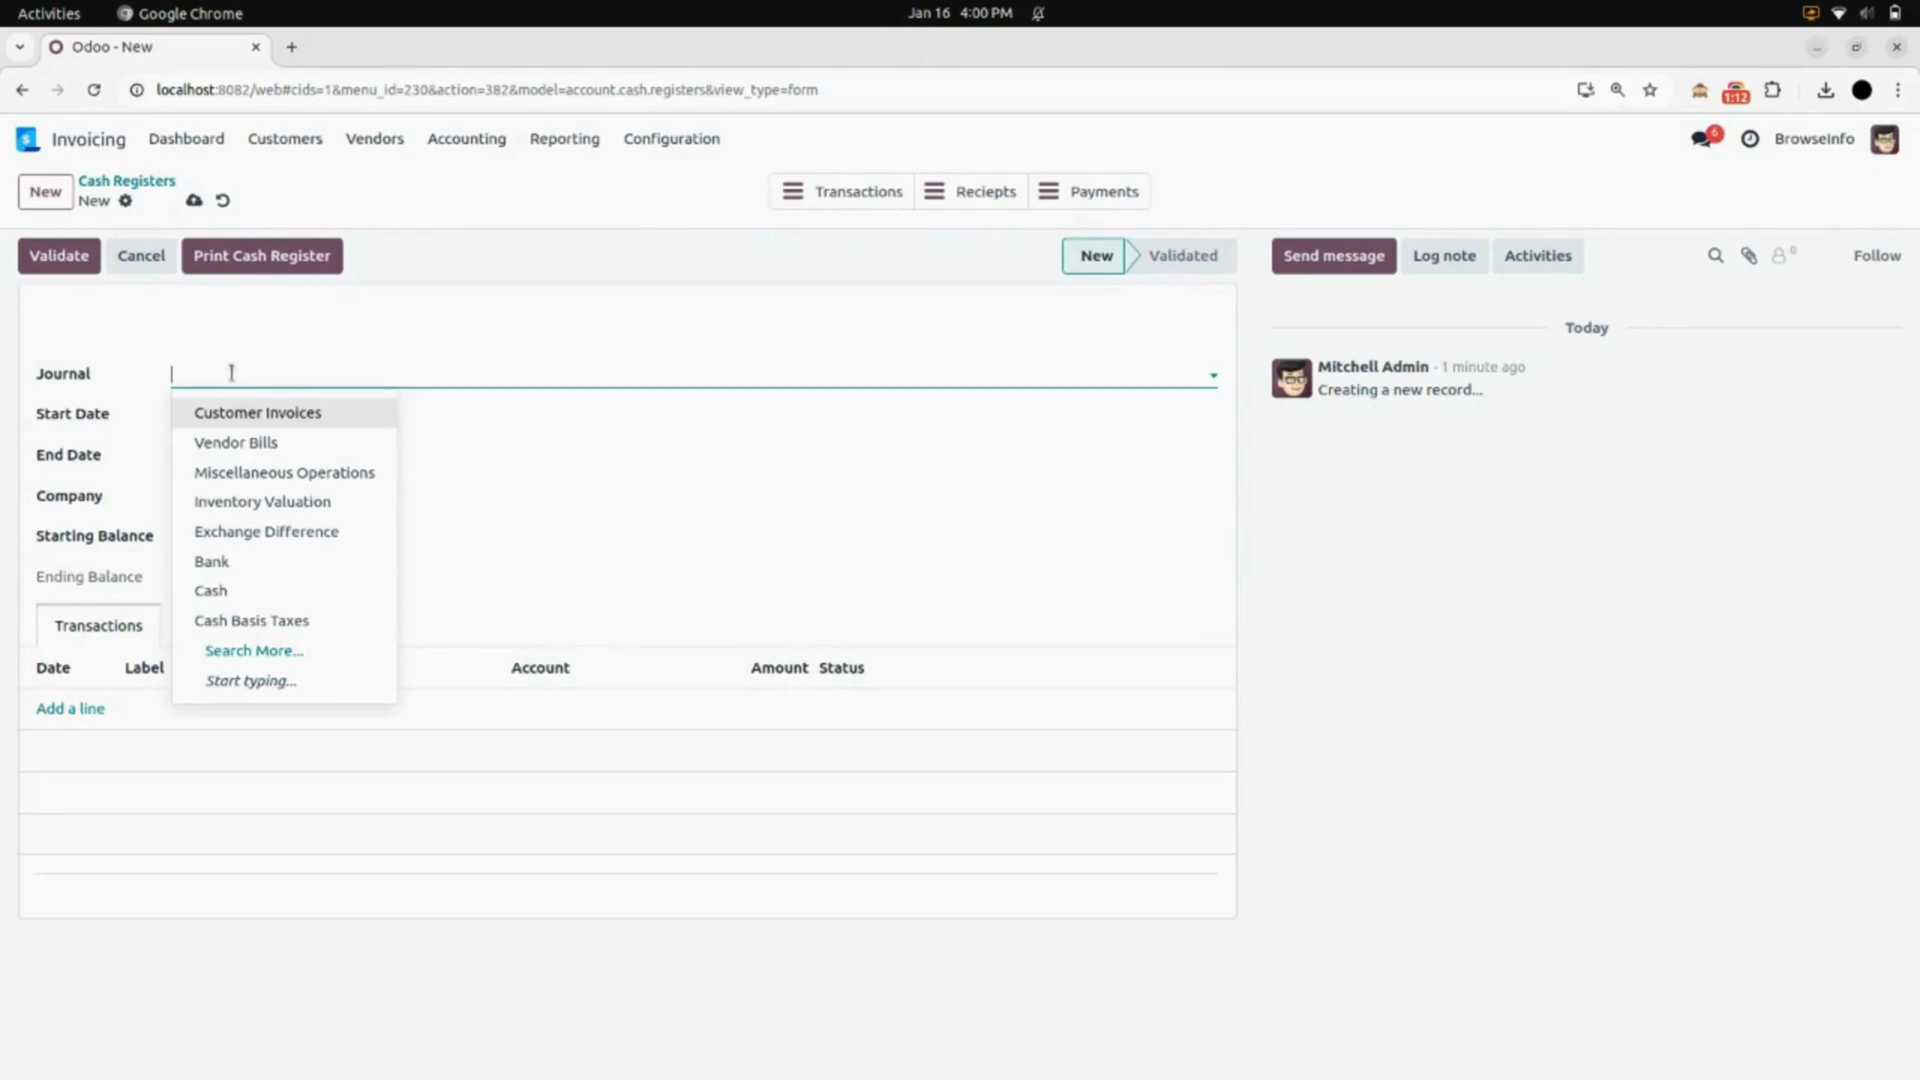 Activities Google Chrome Jan 16 4:00 PM
Odoo - New
localhost:8082/web#cids=1&menu_id=230&action=382&model=account.cash.registers&view_type=form 1:12
Invoicing Dashboard Customers Vendors Accounting Reporting Configuration 6 BrowseInfo
New Cash Registers
New
Transactions Reciepts Payments
Validate Cancel Print Cash Register New Validated Send message Log note Activities 0 Follow
Today
Mitchell Admin - 1 minute ago
Creating a new record...
Journal
Start Date
End Date
Company
Starting Balance
Ending Balance
Customer Invoices
Vendor Bills
Miscellaneous Operations
Inventory Valuation
Exchange Difference
Bank
Cash
Cash Basis Taxes
Search More...
Start typing...
Transactions
Date Label Account Amount Status
Add a line